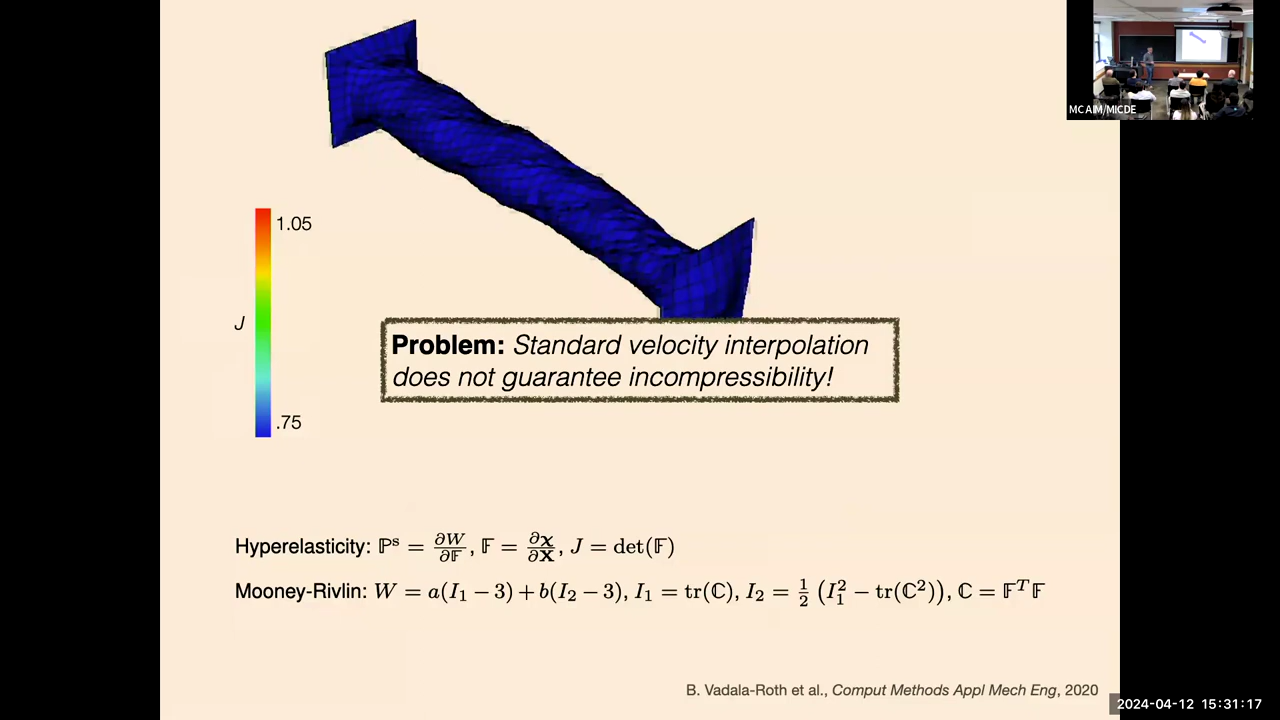 MCAIM/MICDE
1.05
J
.75
Problem: Standard velocity interpolation
does not guarantee incompressibility!
Hyperelasticity: ℙˢ = ∂W/∂𝔽, 𝔽 = ∂𝛘/∂𝐗, J = det(𝔽)
Mooney-Rivlin: W = a(I₁ − 3) + b(I₂ − 3), I₁ = tr(ℂ), I₂ = 1/2 (I₁² − tr(ℂ²)), ℂ = 𝔽ᵀ𝔽
B. Vadala-Roth et al., Comput Methods Appl Mech Eng, 2020
2024-04-12 15:31:17